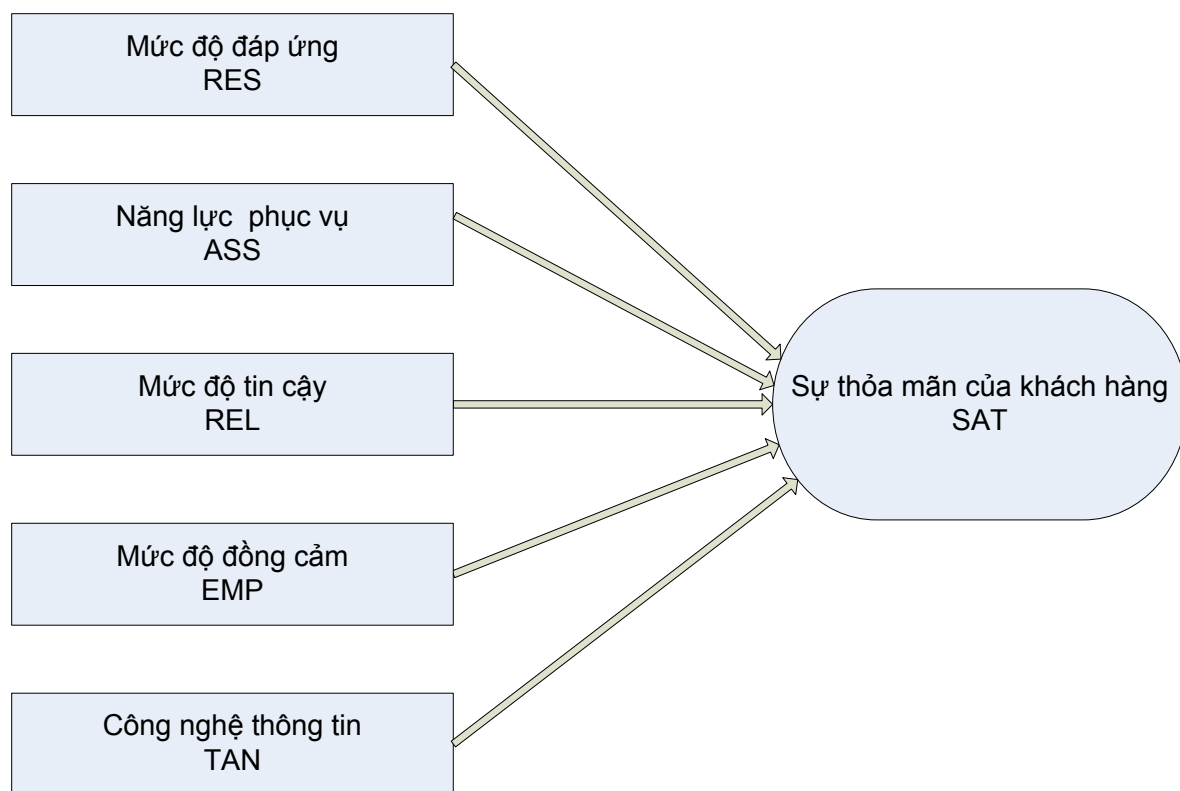 Mức độ đáp ứng
RES
Năng lực phục vụ
ASS
Mức độ tin cậy
REL
Sự thỏa mãn của khách hàng
SAT
Mức độ đồng cảm
EMP
Công nghệ thông tin
TAN